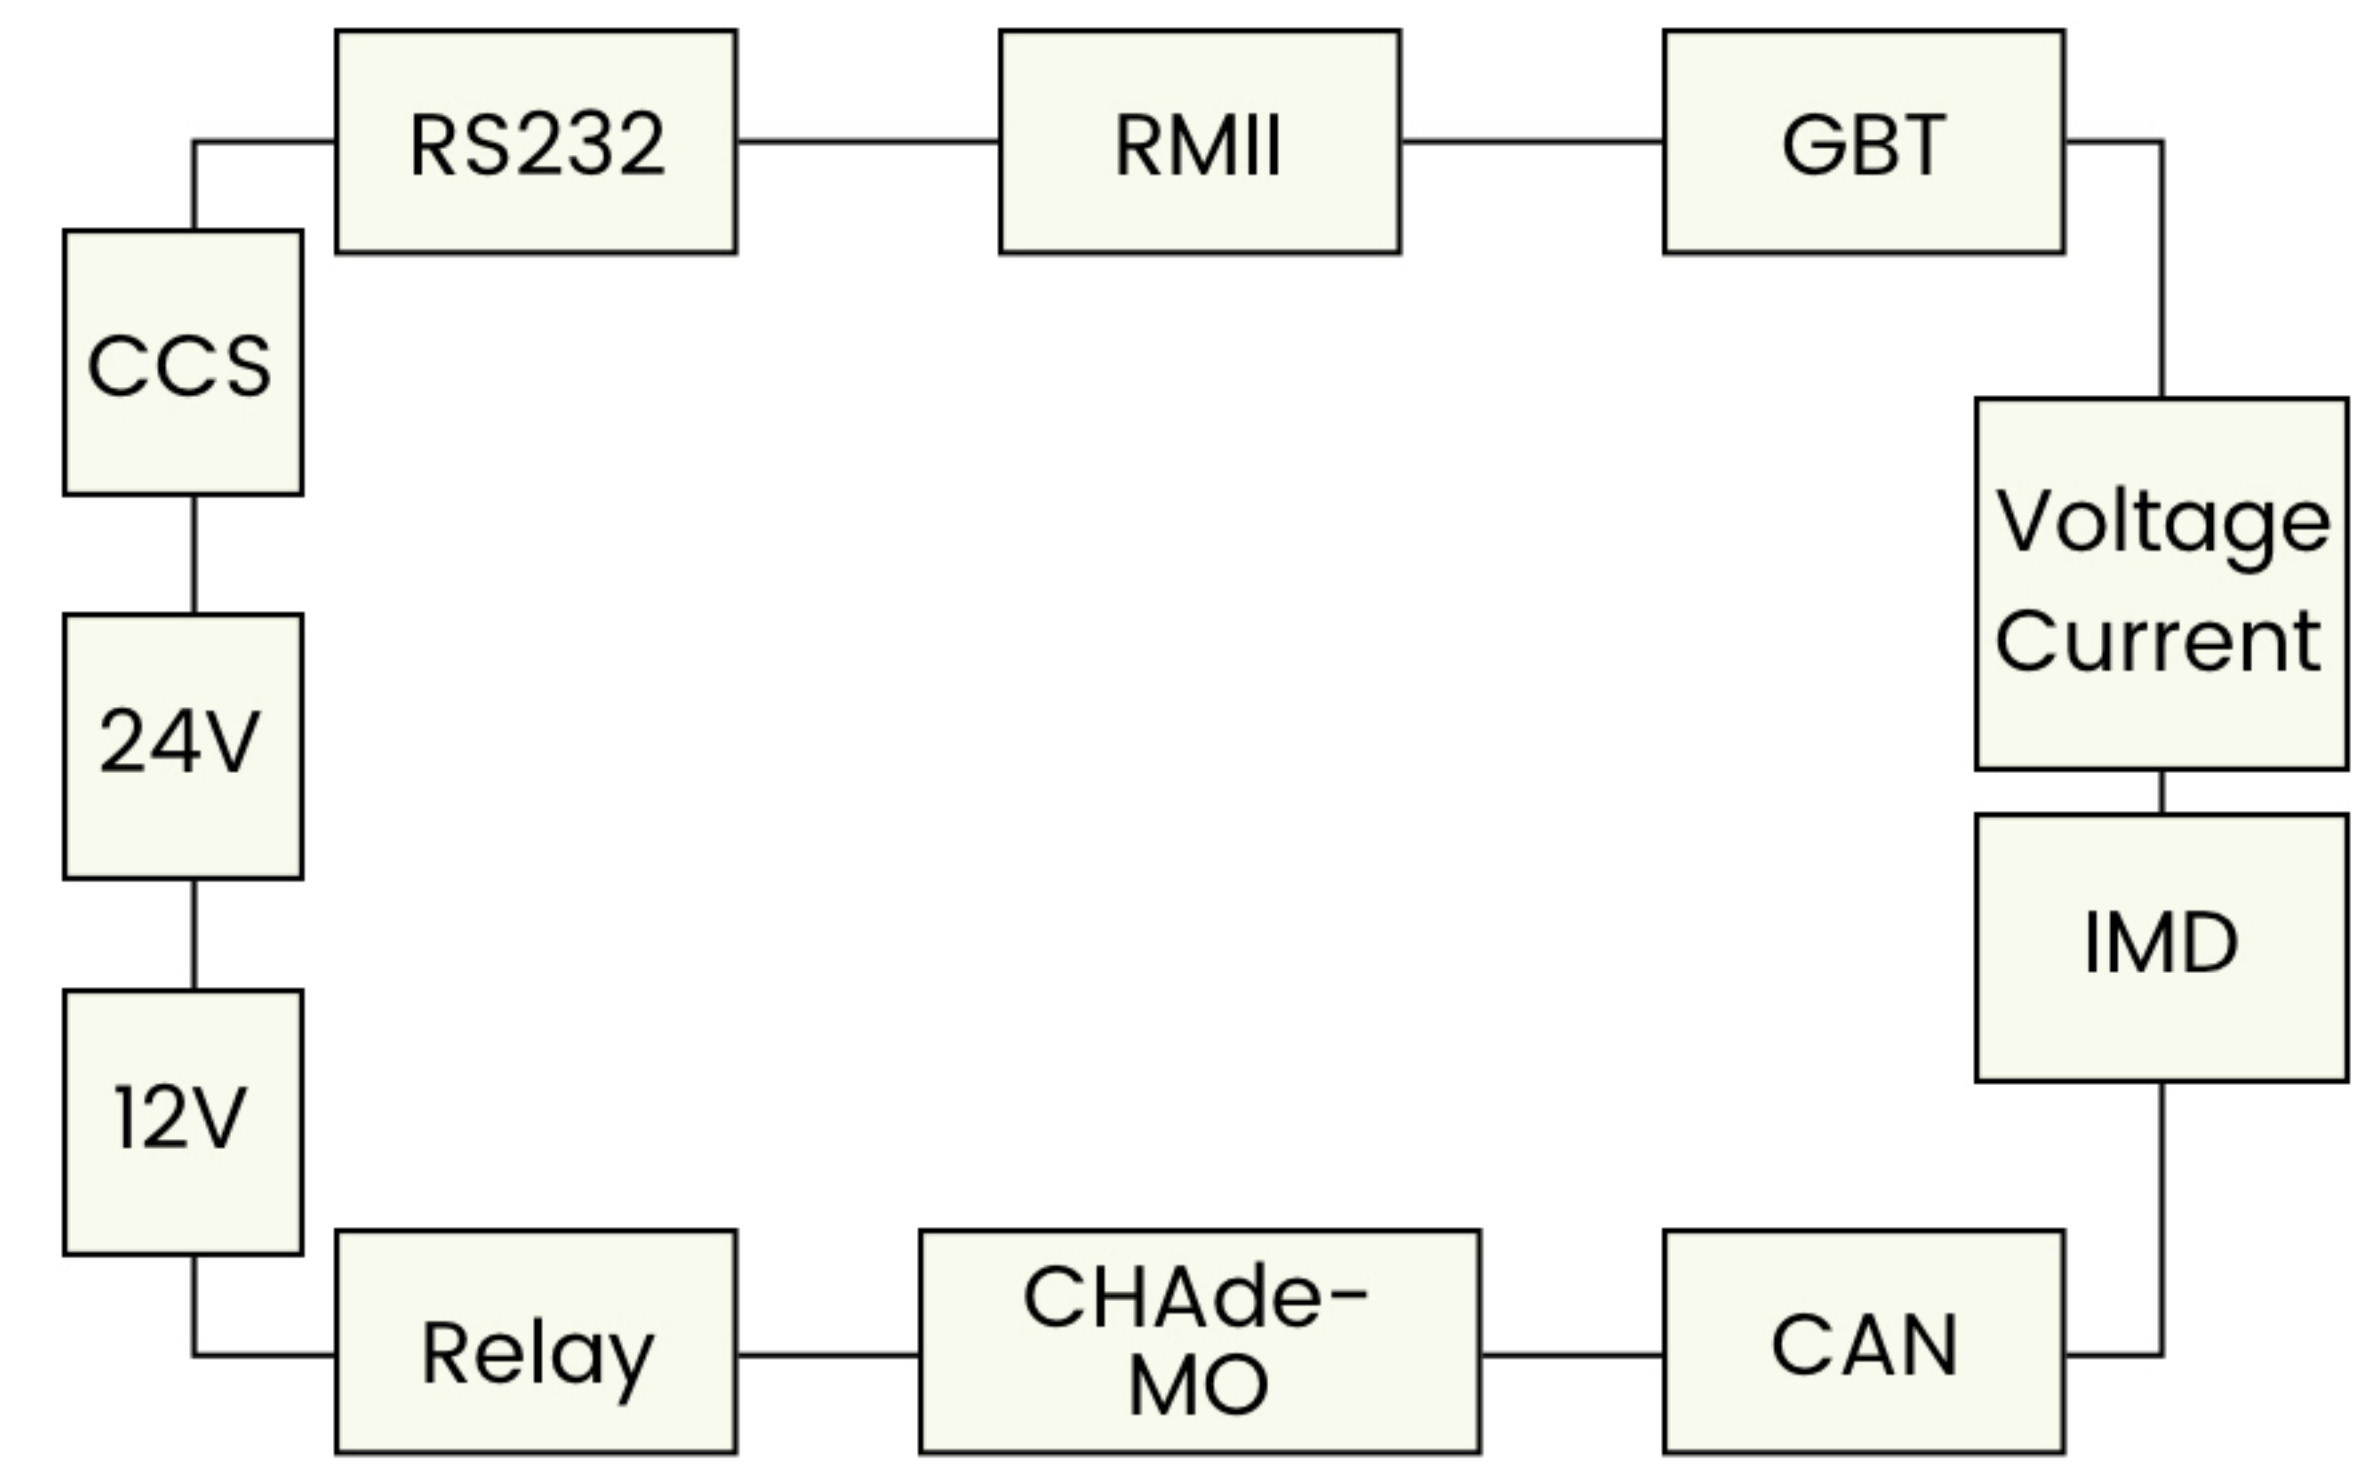 RS232
RMII
GBT
CCS
Voltage
Current
24V
IMD
12V
Relay
CHAde-
MO
CAN